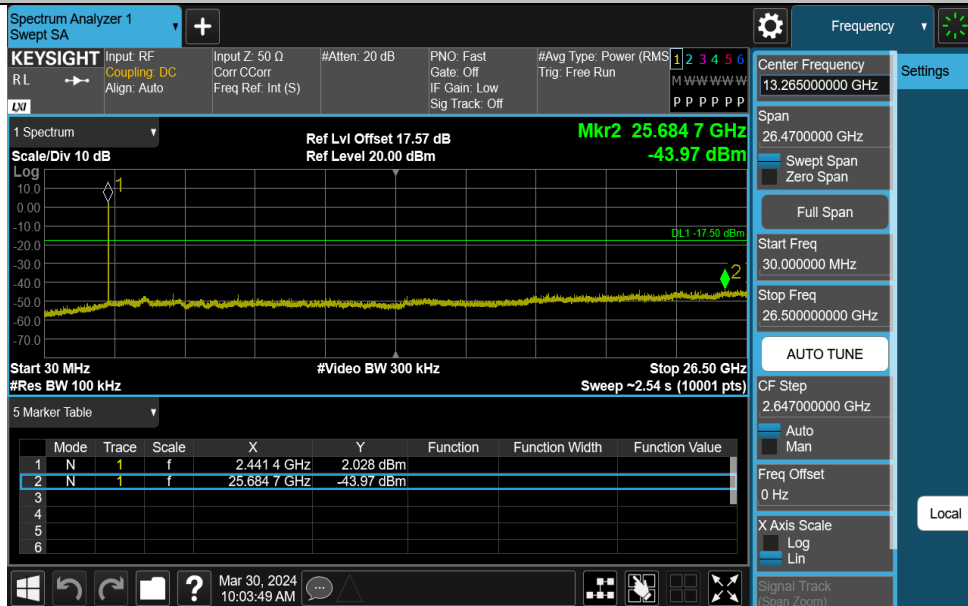 Spectrum Analyzer 1
Swept SA
+
Frequency
KEYSIGHT
RL
LXI
Input: RF
Coupling: DC
Align: Auto
Input Z: 50 Ω
Corr CCorr
Freq Ref: Int (S)
#Atten: 20 dB
PNO: Fast
Gate: Off
IF Gain: Low
Sig Track: Off
#Avg Type: Power (RMS
Trig: Free Run
1 2 3 4 5 6
M W W W W W
P P P P P P
1 Spectrum
Scale/Div 10 dB
Ref Lvl Offset 17.57 dB
Ref Level 20.00 dBm
Mkr2 25.684 7 GHz
-43.97 dBm
Log
10.0
0.00
-10.0
-20.0
-30.0
-40.0
-50.0
-60.0
-70.0
1
DL1 -17.50 dBm
2
Start 30 MHz
#Video BW 300 kHz
Stop 26.50 GHz
#Res BW 100 kHz
Sweep ~2.54 s (10001 pts)
5 Marker Table
Mode Trace Scale X Y Function Function Width Function Value
1 N 1 f 2.441 4 GHz 2.028 dBm
2 N 1 f 25.684 7 GHz -43.97 dBm
3
4
5
6
?
Mar 30, 2024
10:03:49 AM
Center Frequency
13.265000000 GHz
Settings
Span
26.4700000 GHz
Swept Span
Zero Span
Full Span
Start Freq
30.000000 MHz
Stop Freq
26.500000000 GHz
AUTO TUNE
CF Step
2.647000000 GHz
Auto
Man
Freq Offset
0 Hz
Local
X Axis Scale
Log
Lin
Signal Track
(Span Zoom)